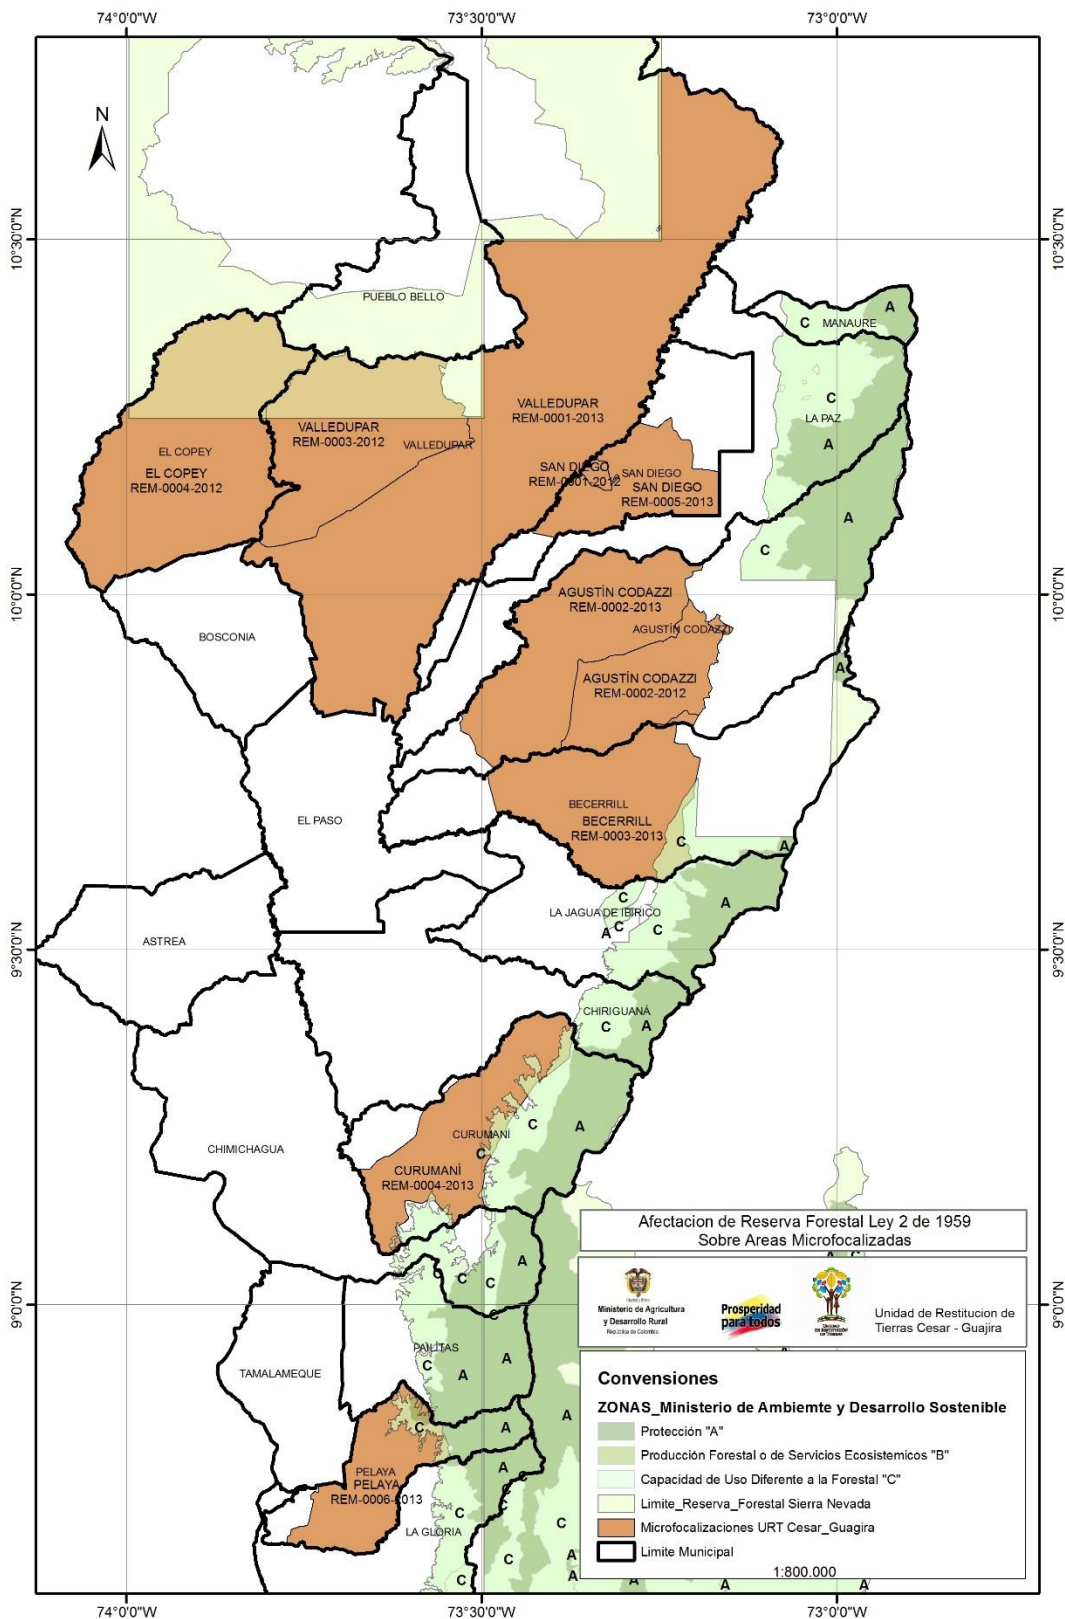 74°0'0"W 73°30'0"W 73°0'0"W
N
10°30'0"N 10°30'0"N
PUEBLO BELLO
A
C
MANAURE
VALLEDUPAR
REM-0001-2013
C
LA PAZ
VALLEDUPAR
REM-0003-2012
VALLEDUPAR
A
EL COPEY
EL COPEY
REM-0004-2012
SAN DIEGO
REM-0001-2012
SAN DIEGO
SAN DIEGO
REM-0005-2013
A
C
10°0'0"N 10°0'0"N
AGUSTÍN CODAZZI
REM-0002-2013
AGUSTÍN CODAZZI
BOSCONIA
A
AGUSTÍN CODAZZI
REM-0002-2012
BECERRILL
EL PASO
BECERRILL
REM-0003-2013
C
A
C
A
LA JAGUA DE IBIRICO
C
A
C
ASTREA
9°30'0"N 9°30'0"N
CHIRIGUANÁ
C
A
C
A
CURUMANÍ
C
CHIMICHAGUA
CURUMANÍ
REM-0004-2013
A
C
C
C
A
C
9°0'0"N 9°0'0"N
C
PAILITAS
A
C
A
TAMALAMEQUE
A
C
A
A
C
PELAYA
PELAYA
REM-0006-2013
C
C
C
LA GLORIA
C
C
A
C
A
C
A
A
A
Afectacion de Reserva Forestal Ley 2 de 1959
Sobre Areas Microfocalizadas
Ministerio de Agricultura
y Desarrollo Rural
República de Colombia
Prosperidad
para todos
UNIDAD
DE RESTITUCIÓN
DE TIERRAS
Unidad de Restitucion de
Tierras Cesar - Guajira
Convensiones
ZONAS_Ministerio de Ambiemte y Desarrollo Sostenible
Protección "A"
Producción Forestal o de Servicios Ecosistemicos "B"
Capacidad de Uso Diferente a la Forestal "C"
Limite_Reserva_Forestal Sierra Nevada
Microfocalizaciones URT Cesar_Guagira
Limite Municipal
1:800.000
74°0'0"W 73°30'0"W 73°0'0"W